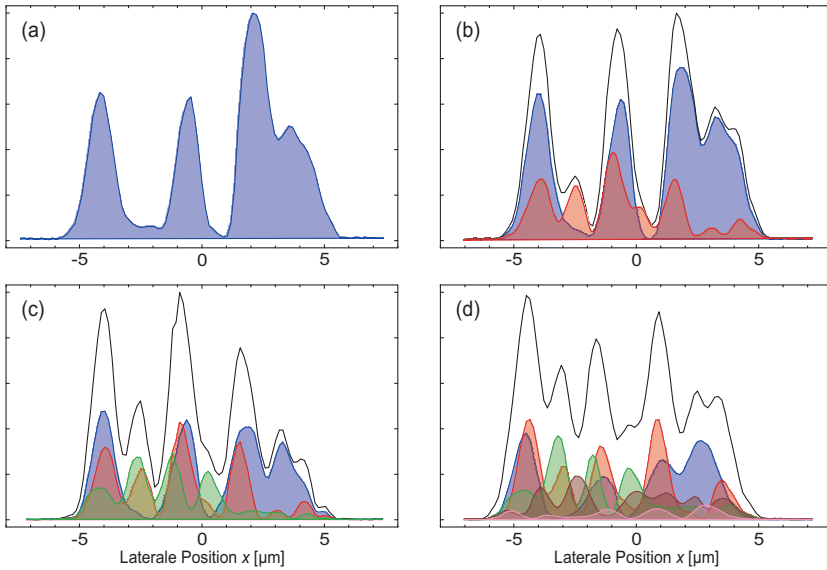 (a)
(b)
-5 0 5
-5 0 5
(c)
(d)
-5 0 5
-5 0 5
Laterale Position x [µm]
Laterale Position x [µm]